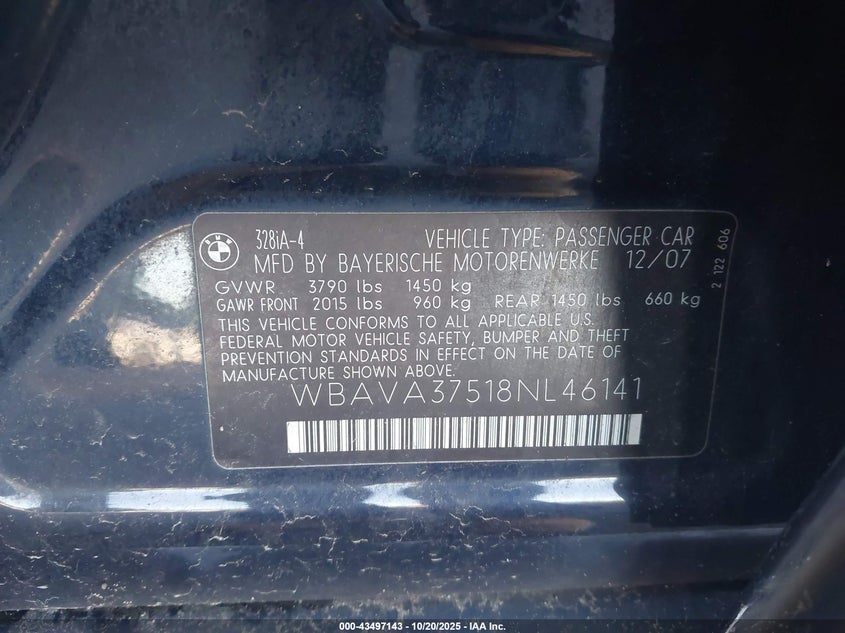 BMW
328iA-4 VEHICLE TYPE: PASSENGER CAR
MFD BY BAYERISCHE MOTORENWERKE 12/07
GVWR 3790 lbs 1450 kg
GAWR FRONT 2015 lbs 960 kg REAR 1450 lbs 660 kg
THIS VEHICLE CONFORMS TO ALL APPLICABLE U.S.
FEDERAL MOTOR VEHICLE SAFETY, BUMPER AND THEFT
PREVENTION STANDARDS IN EFFECT ON THE DATE OF
MANUFACTURE SHOWN ABOVE.
WBAVA37518NL46141
2 122 606
000-43497143 - 10/20/2025 - IAA Inc.